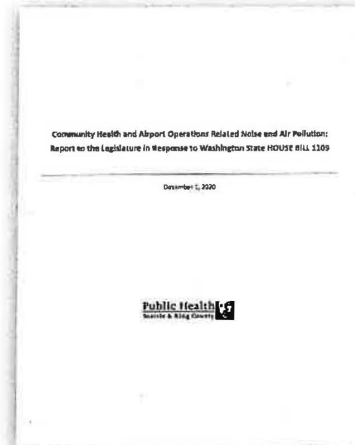 Community Health and Airport Operations Related Noise and Air Pollution:
Report to the Legislature in Response to Washington State HOUSE BILL 1109
December 1, 2020
Public Health
Seattle & King County